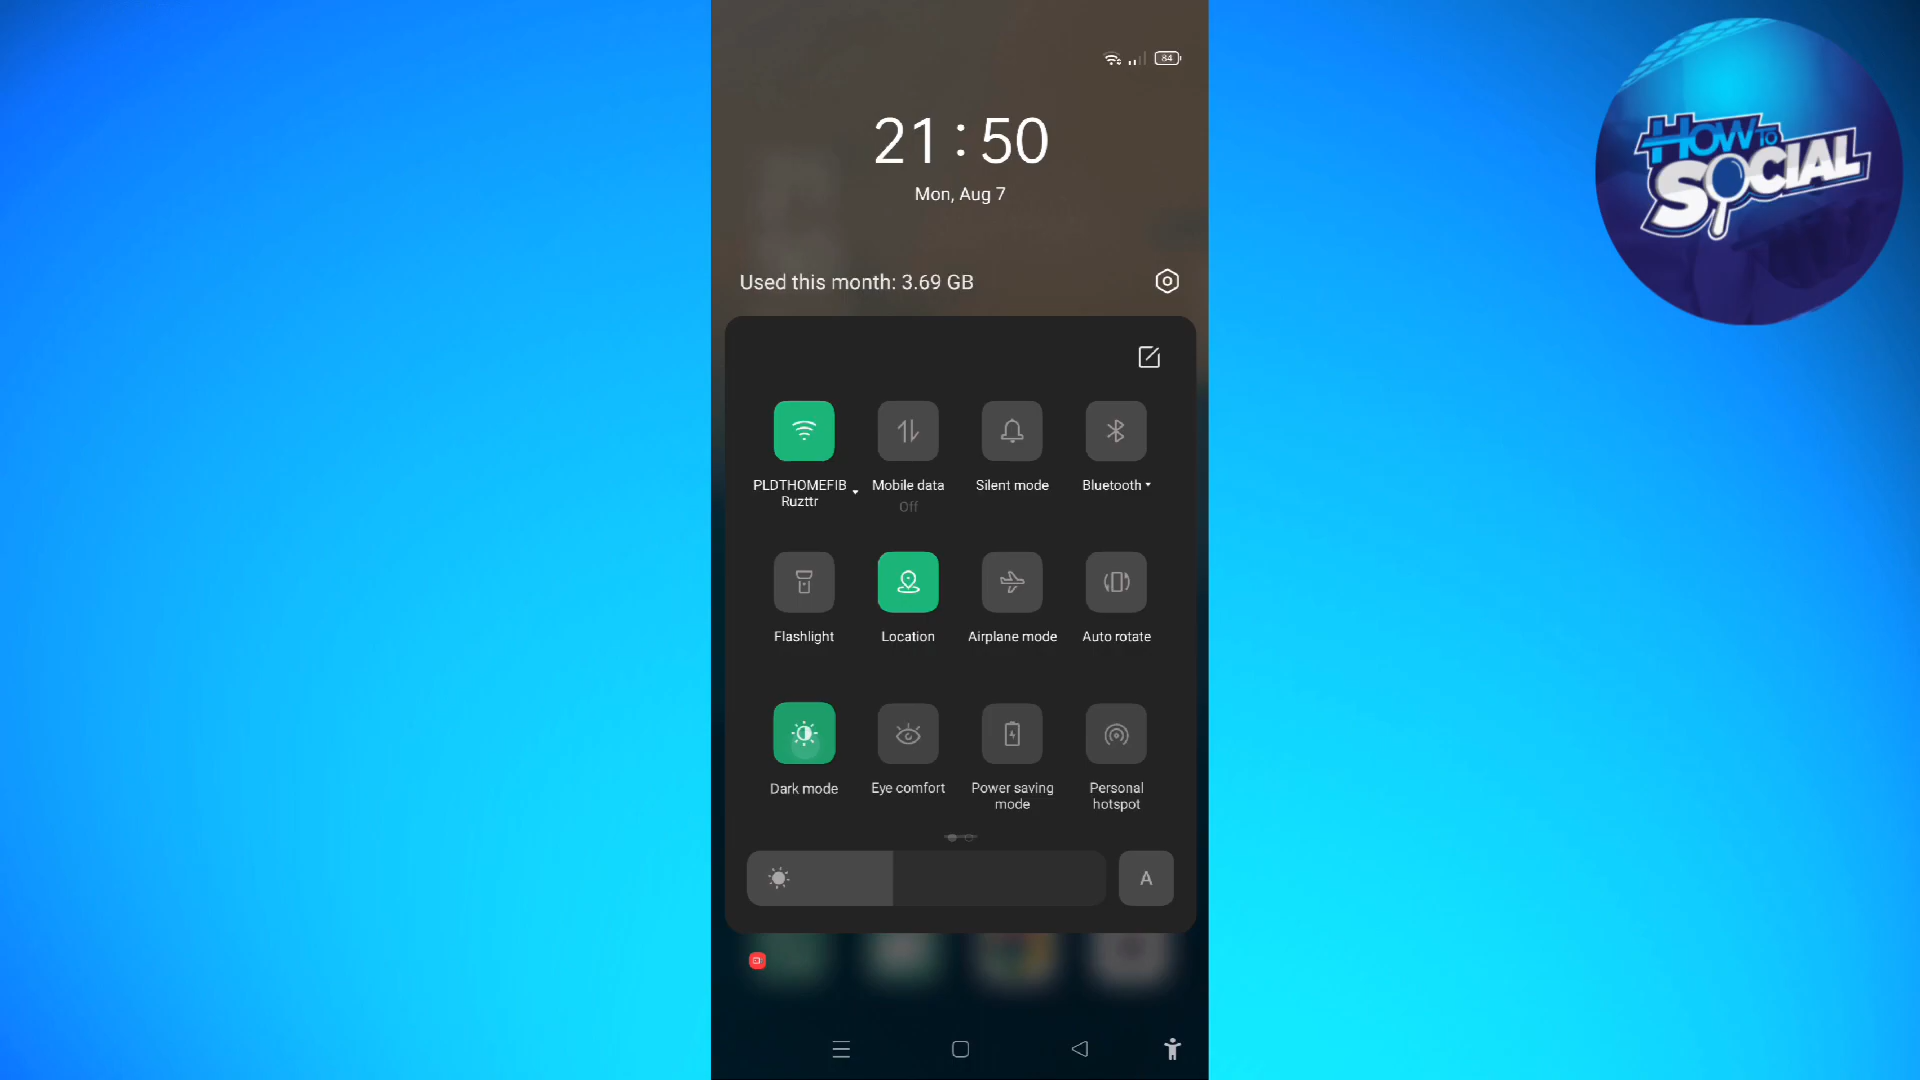 84
21:50
Mon, Aug 7
Used this month: 3.69 GB
PLDTHOMEFIB
Ruzttr
Mobile data
Off
Silent mode
Bluetooth
Flashlight
Location
Airplane mode
Auto rotate
Dark mode
Eye comfort
Power saving
mode
Personal
hotspot
A
HOW TO
SOCIAL